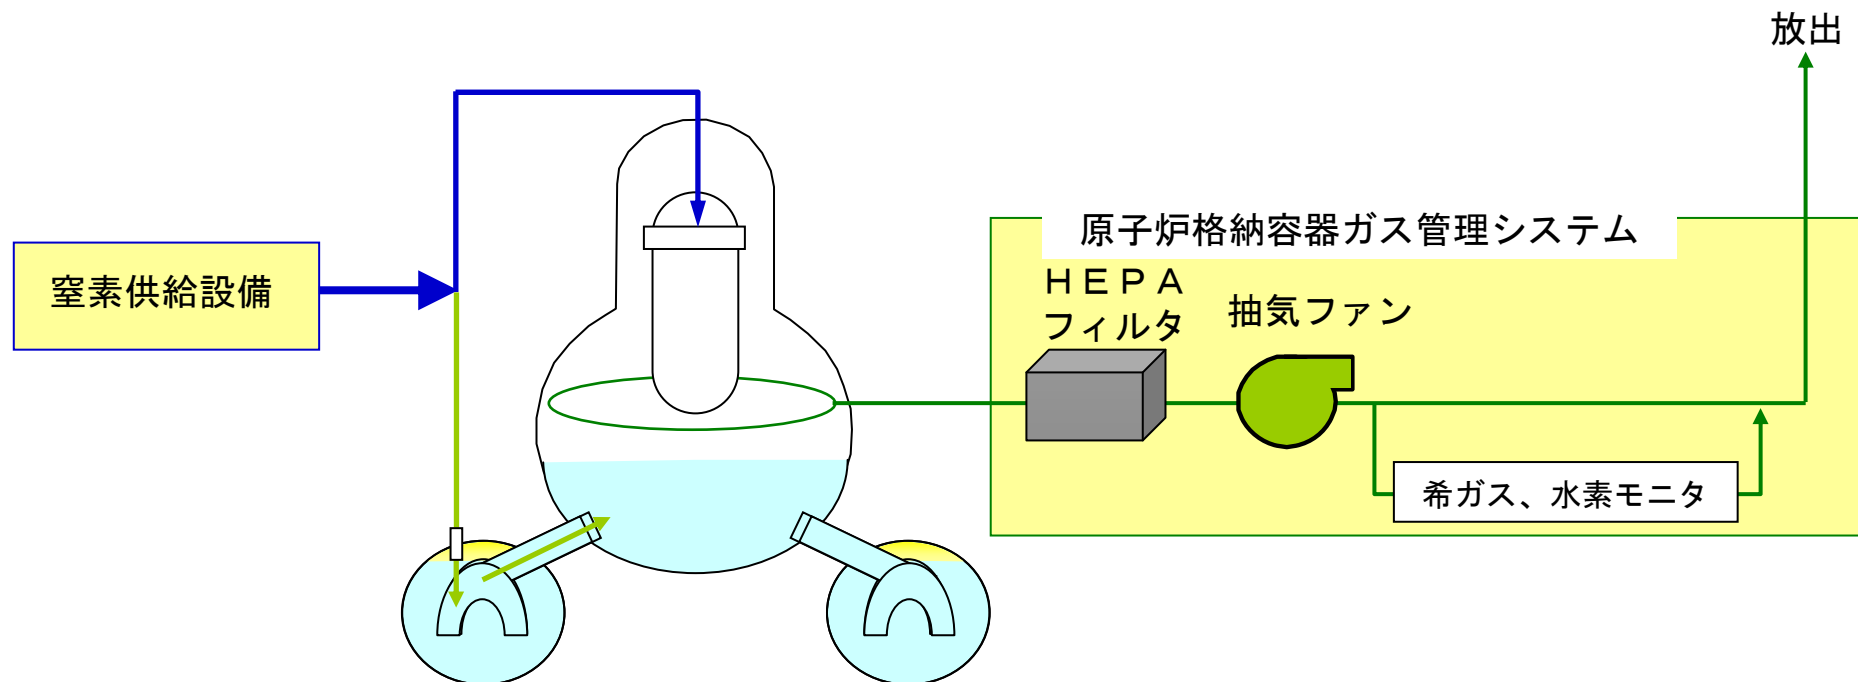 放出
原子炉格納容器ガス管理システム
窒素供給設備
ＨＥＰＡ
フィルタ
抽気ファン
希ガス、水素モニタ